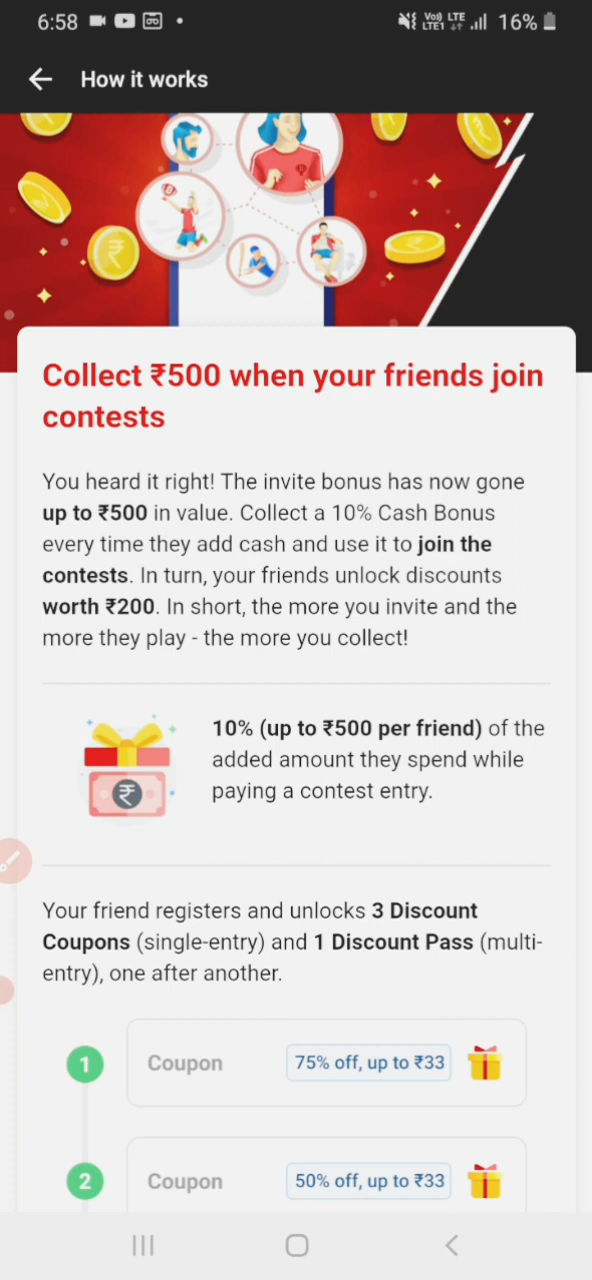 6:58
Vo) LTE
LTE1
16%
How it works
Collect ₹500 when your friends join
contests
You heard it right! The invite bonus has now gone
up to ₹500 in value. Collect a 10% Cash Bonus
every time they add cash and use it to join the
contests. In turn, your friends unlock discounts
worth ₹200. In short, the more you invite and the
more they play - the more you collect!
10% (up to ₹500 per friend) of the
added amount they spend while
paying a contest entry.
₹
Your friend registers and unlocks 3 Discount
Coupons (single-entry) and 1 Discount Pass (multi-
entry), one after another.
1 Coupon 75% off, up to ₹33
2 Coupon 50% off, up to ₹33